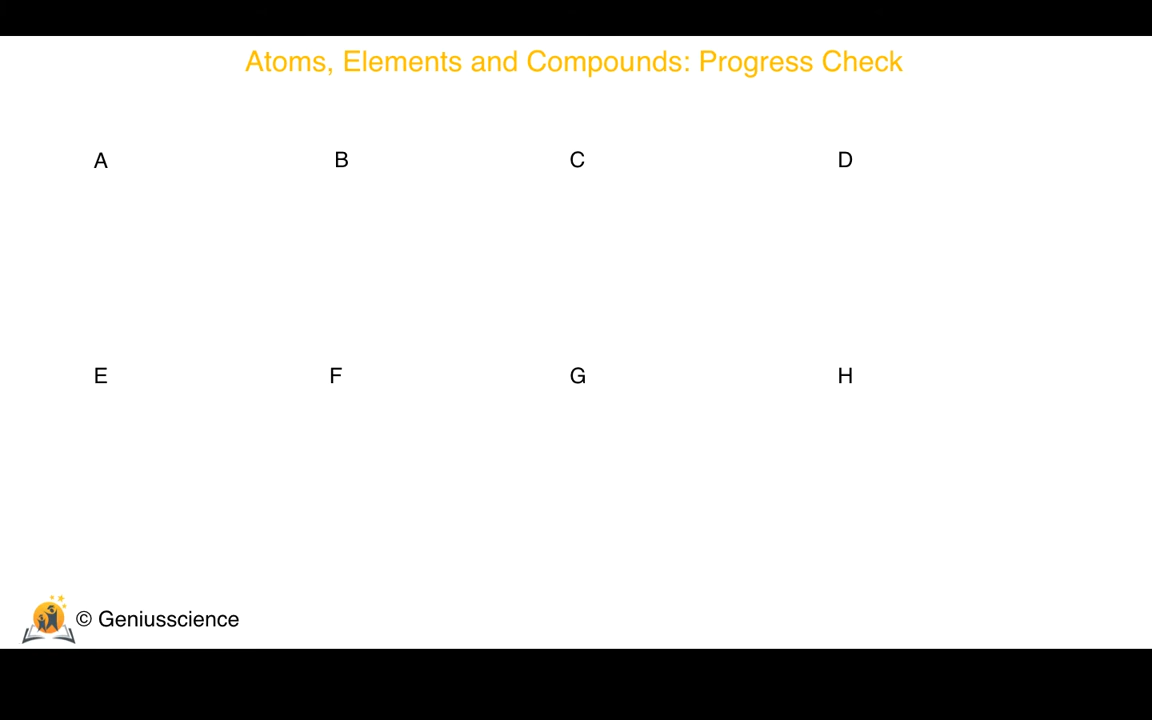 Atoms, Elements and Compounds: Progress Check
A B C D
E F G H
© Geniusscience